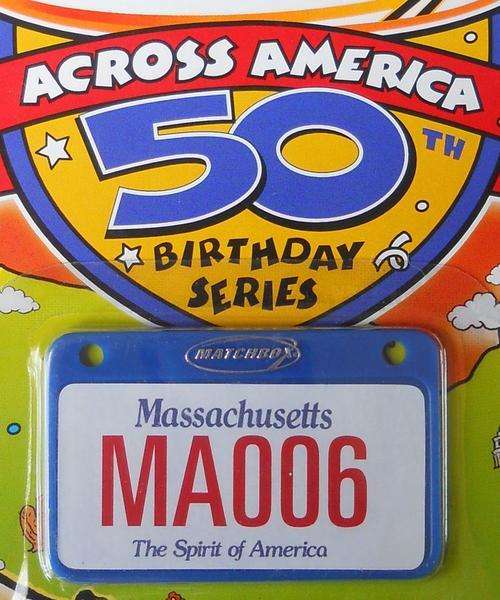 ACROSS AMERICA
50TH
BIRTHDAY
SERIES
MATCHBOX
Massachusetts
MA006
The Spirit of America